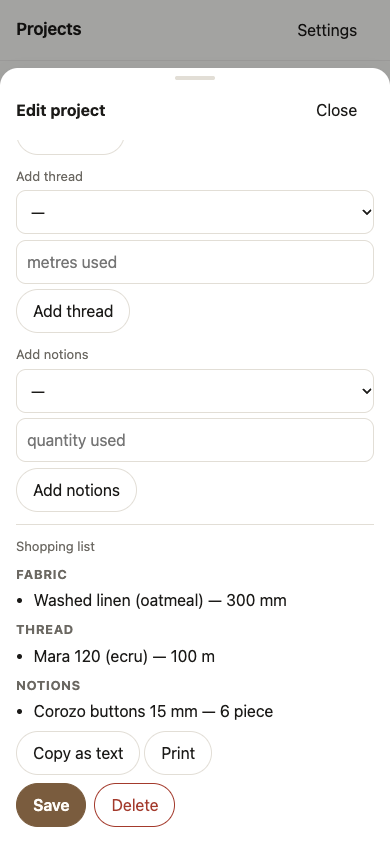 Projects
Settings
Edit project
Close
Add thread
—
metres used
Add thread
Add notions
—
quantity used
Add notions
Shopping list
FABRIC
• Washed linen (oatmeal) — 300 mm
THREAD
• Mara 120 (ecru) — 100 m
NOTIONS
• Corozo buttons 15 mm — 6 piece
Copy as text
Print
Save
Delete